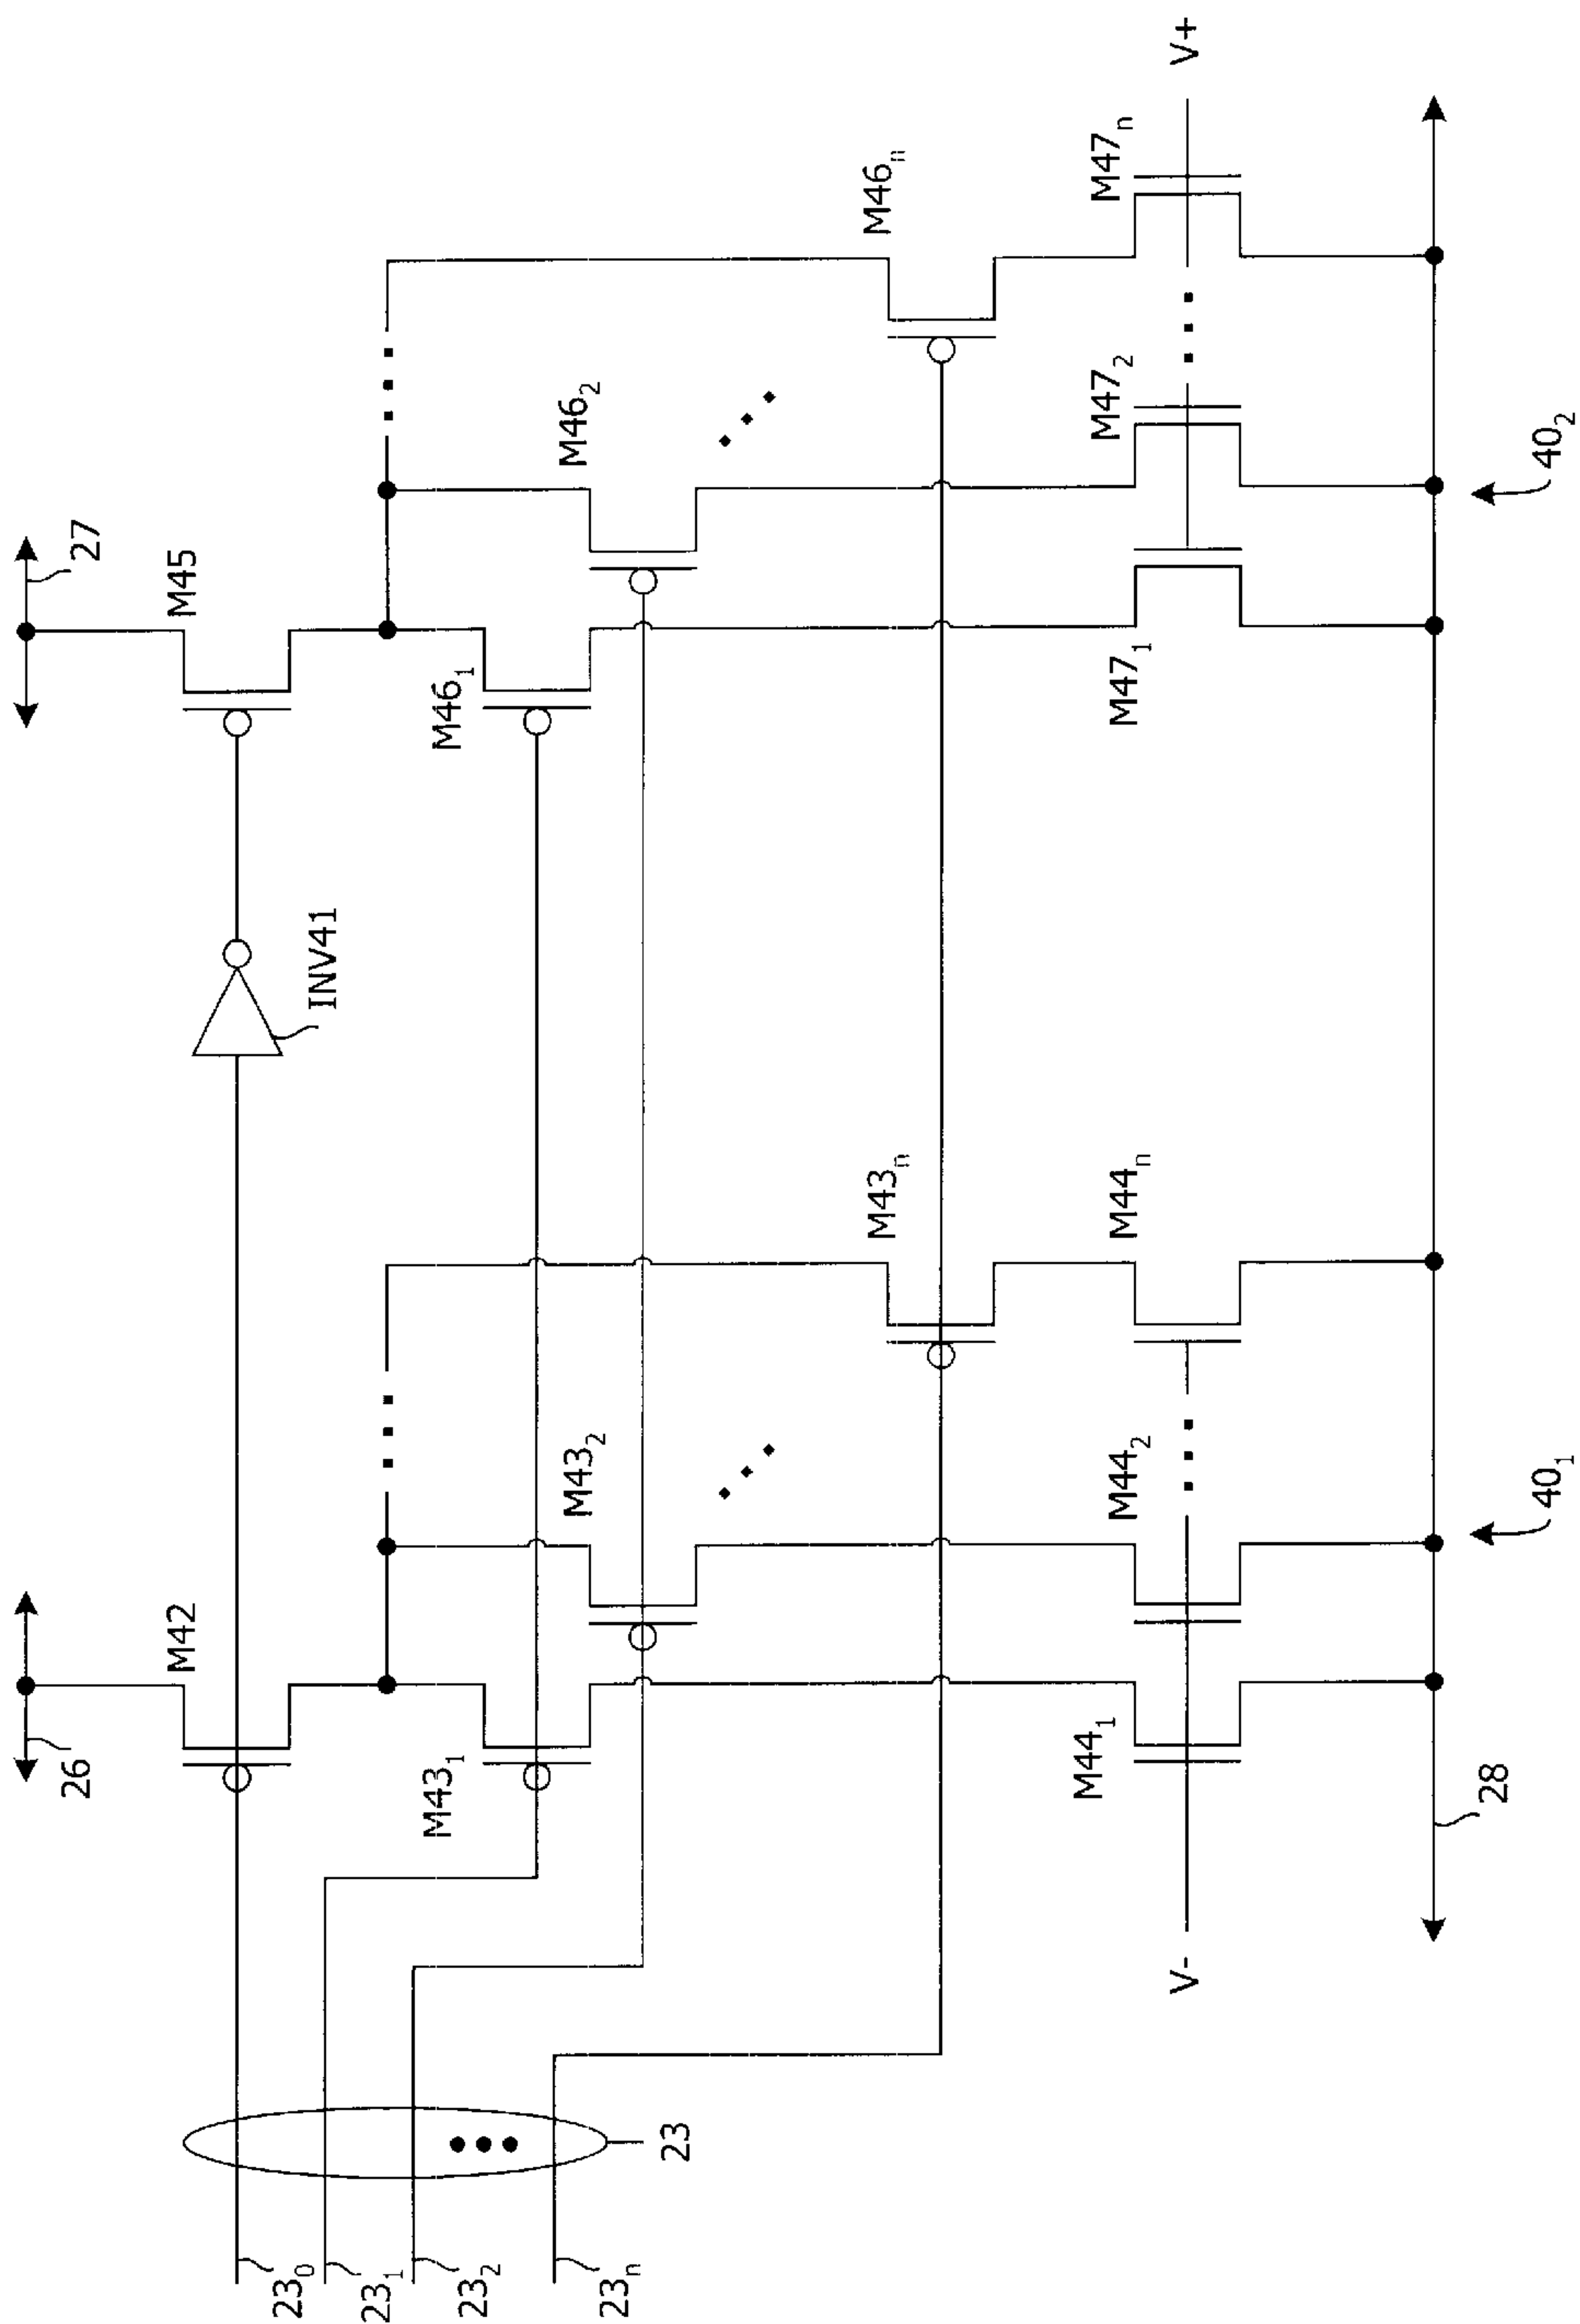 26
27
M42
M45
INV41
M43₁
M46₁
M43₂
M46₂
23₀
23₁
23₂
23ₙ
23
M43ₙ
M46ₙ
M44₁
M44₂
M44ₙ
M47₁
M47₂
M47ₙ
V-
V+
28
40₁
40₂